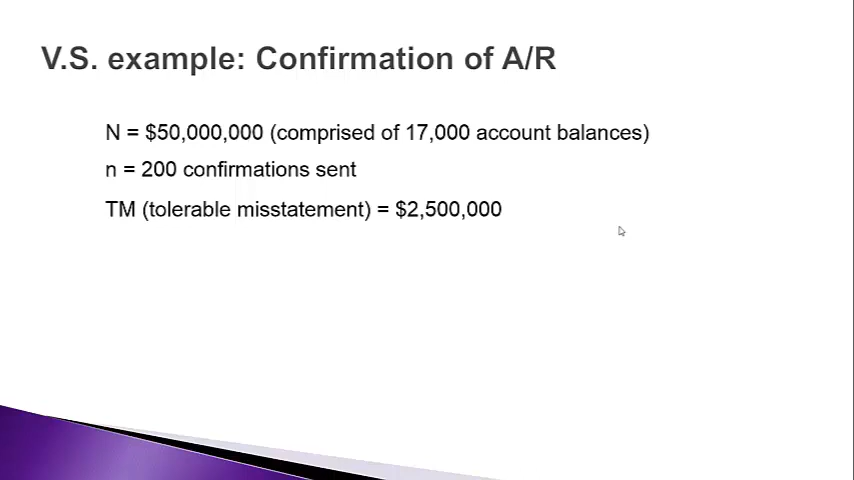 V.S. example: Confirmation of A/R
N = $50,000,000 (comprised of 17,000 account balances)
n = 200 confirmations sent
TM (tolerable misstatement) = $2,500,000